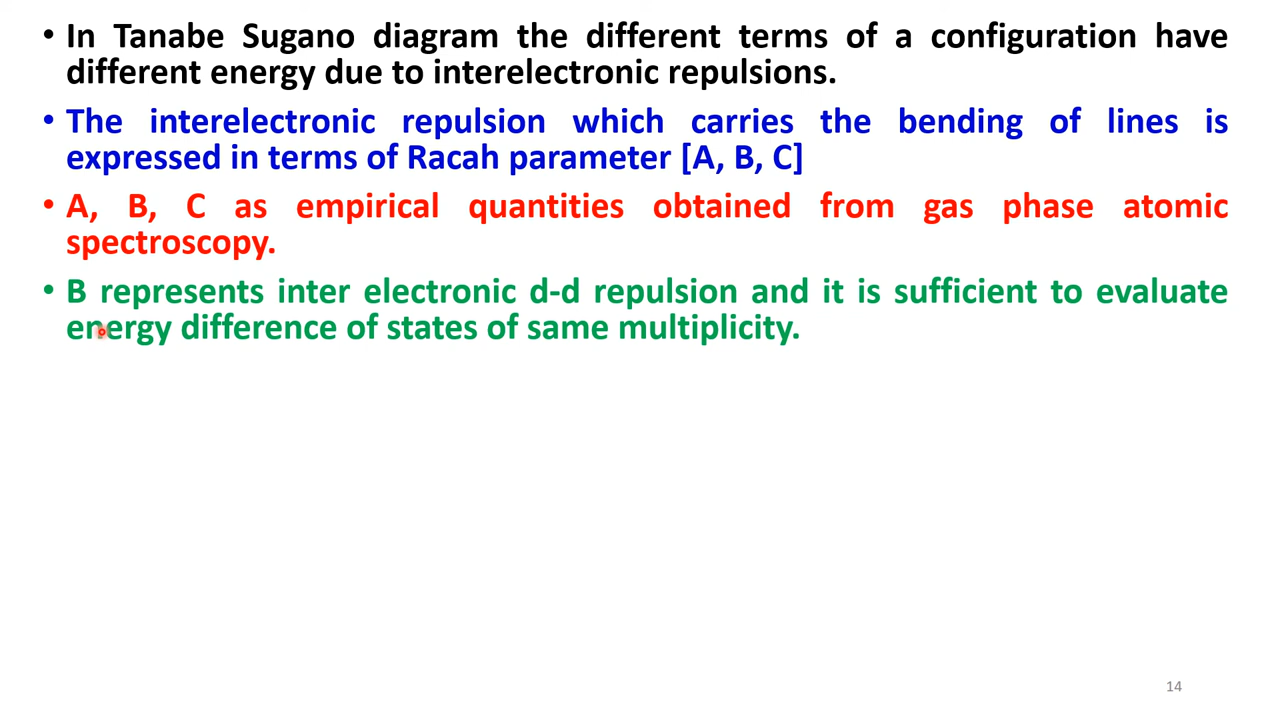 • In Tanabe Sugano diagram the different terms of a configuration have
different energy due to interelectronic repulsions.
• The interelectronic repulsion which carries the bending of lines is
expressed in terms of Racah parameter [A, B, C]
• A, B, C as empirical quantities obtained from gas phase atomic
spectroscopy.
• B represents inter electronic d-d repulsion and it is sufficient to evaluate
energy difference of states of same multiplicity.
14